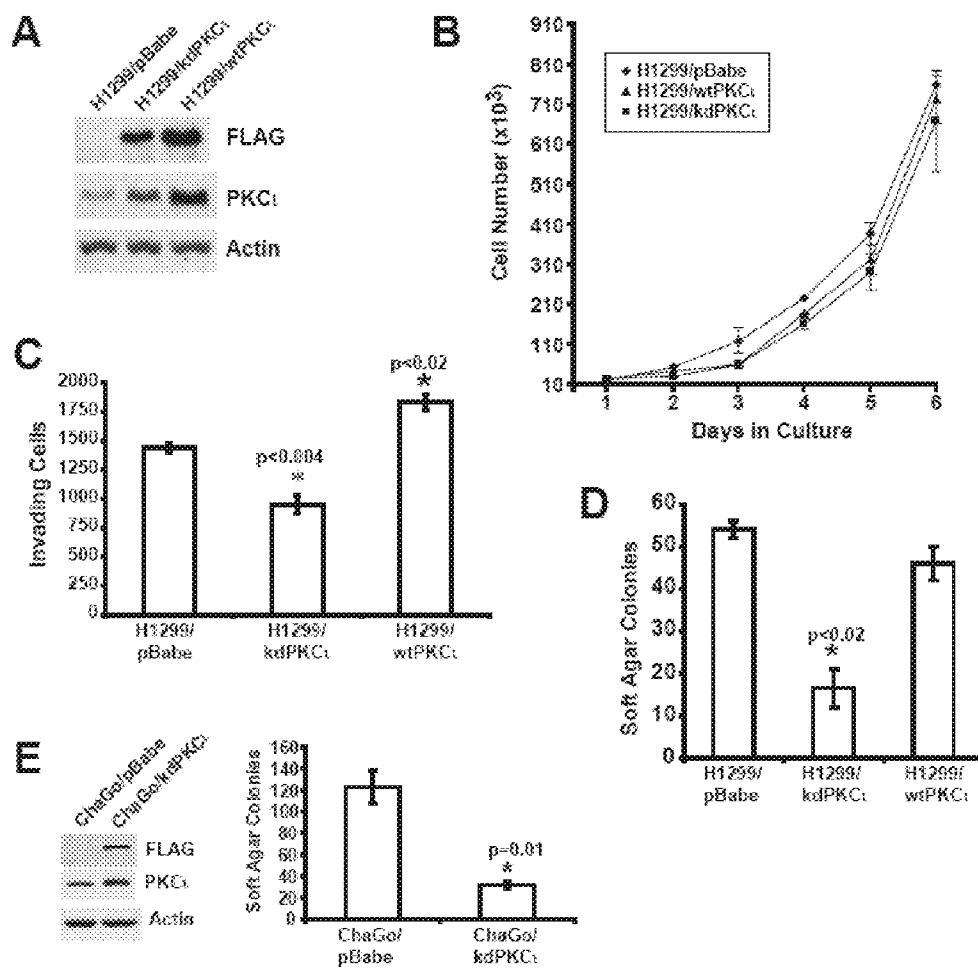 A
H1299/pBabe
H1299/kdPKCι
H1299/wtPKCι
FLAG
PKCι
Actin
B
Cell Number (x10³)
910
810
710
610
510
410
310
210
110
10
H1299/pBabe
H1299/wtPKCι
H1299/kdPKCι
1 2 3 4 5 6
Days in Culture
C
Invading Cells
2000
1750
1500
1250
1000
750
500
250
0
p<0.004
*
p<0.02
*
H1299/ H1299/ H1299/
pBabe kdPKCι wtPKCι
D
Soft Agar Colonies
60
50
40
30
20
10
0
p<0.02
*
H1299/ H1299/ H1299/
pBabe kdPKCι wtPKCι
E
ChaGo/pBabe
ChaGo/kdPKCι
FLAG
PKCι
Actin
Soft Agar Colonies
160
140
120
100
80
60
40
20
0
p=0.01
*
ChaGo/ ChaGo/
pBabe kdPKCι